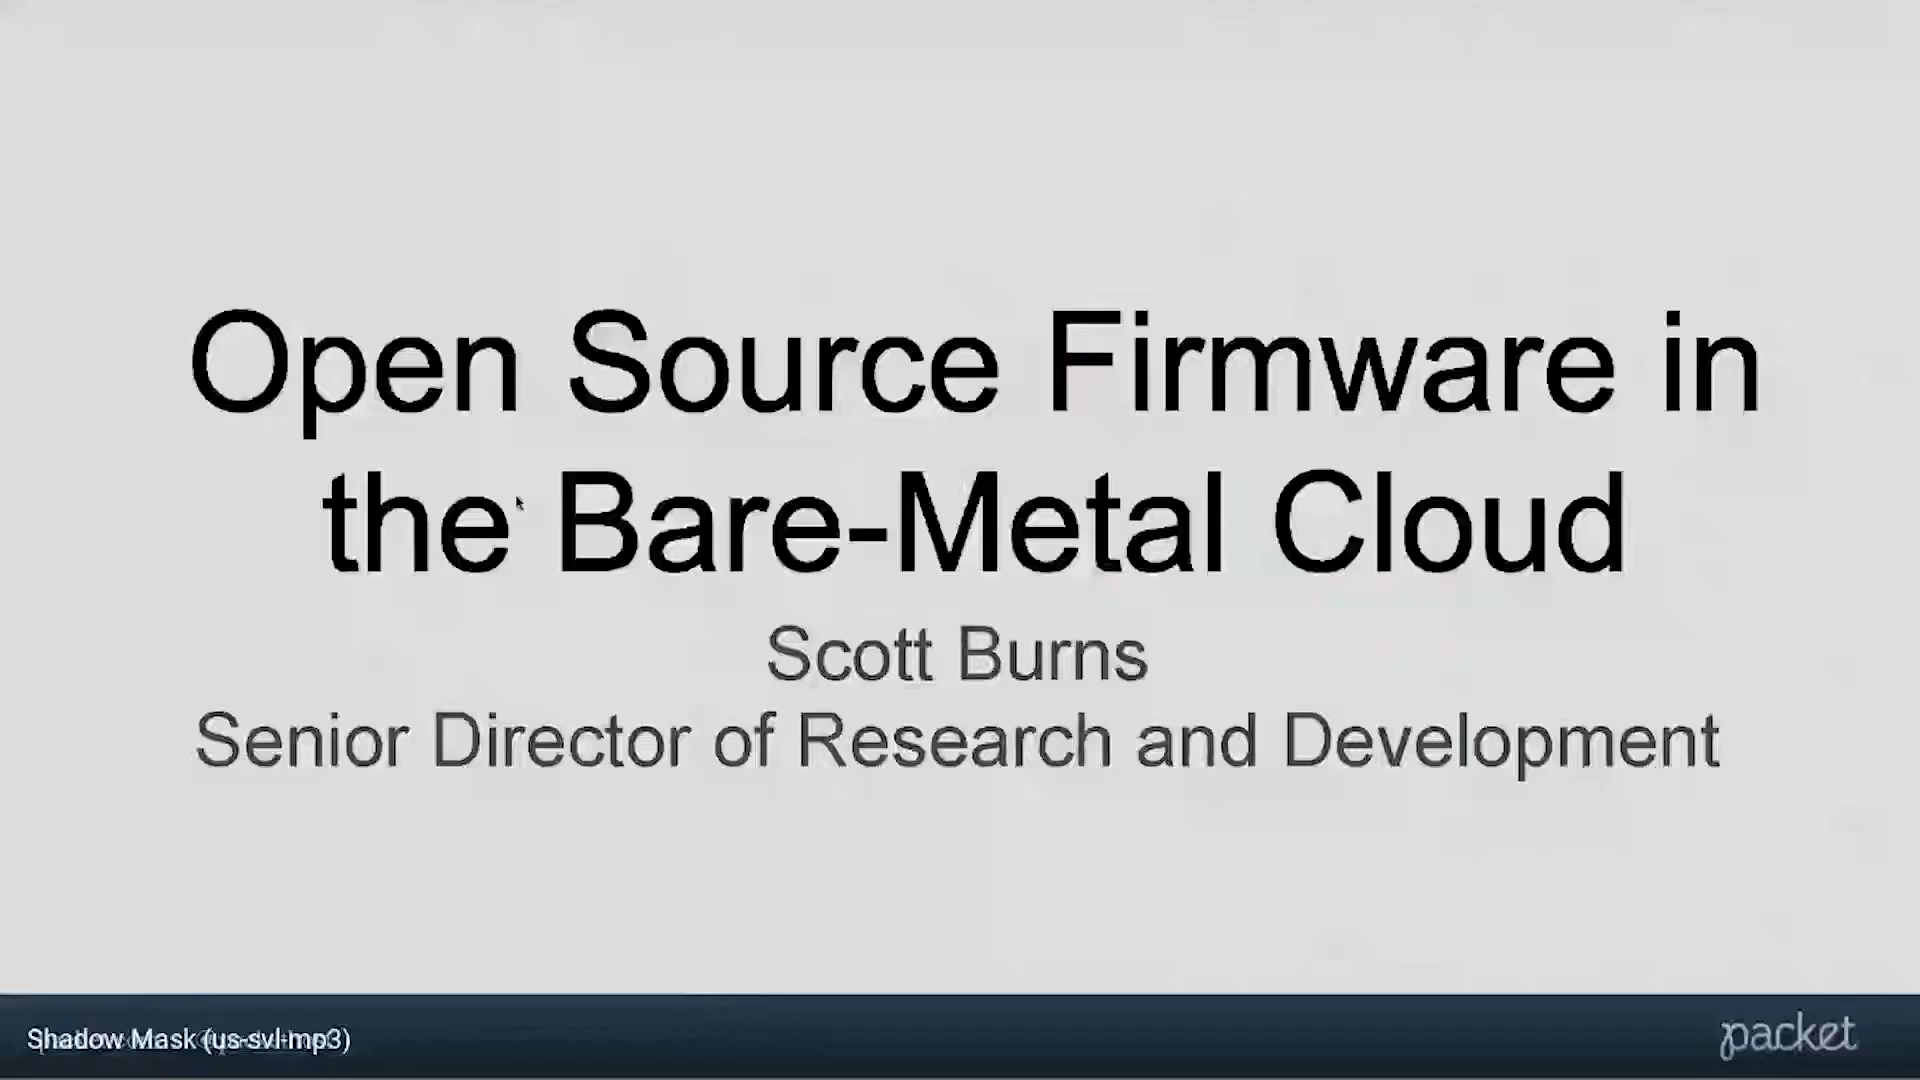 Open Source Firmware in
the Bare-Metal Cloud
Scott Burns
Senior Director of Research and Development
Shadow Mask (us-svl-mp3)
packet